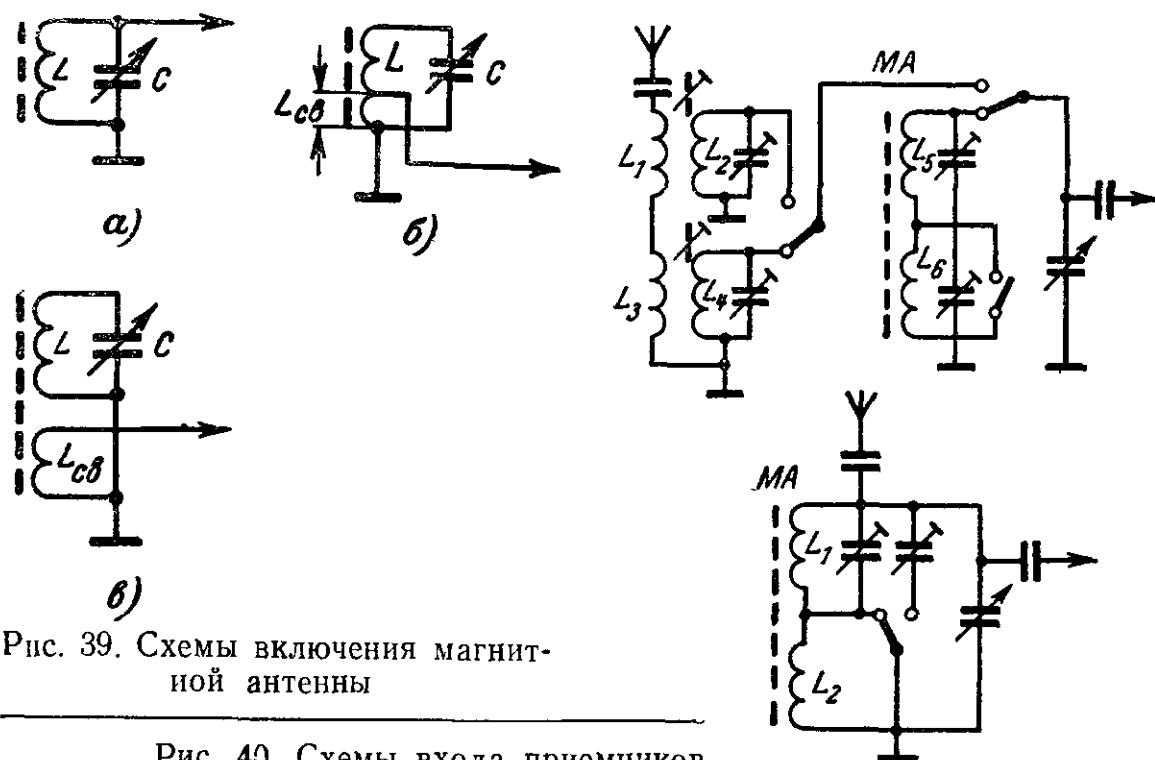 L
C
а)
L
C
Lсв
б)
L
C
Lсв
в)
Рис. 39. Схемы включения магнит-
ной антенны
L1
L2
L3
L4
МА
L5
L6
МА
L1
L2
Рис. 40. Схемы входа приемников